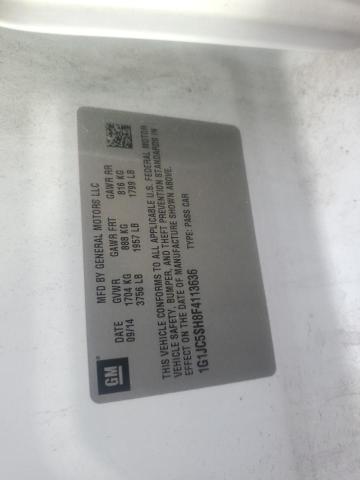 GM
MFD BY GENERAL MOTORS LLC
DATE GVWR GAWR FRT GAWR RR
09/14 1704 KG 888 KG 816 KG
3756 LB 1957 LB 1799 LB
THIS VEHICLE CONFORMS TO ALL APPLICABLE U.S. FEDERAL MOTOR
VEHICLE SAFETY, BUMPER, AND THEFT PREVENTION STANDARDS IN
EFFECT ON THE DATE OF MANUFACTURE SHOWN ABOVE.
1G1JC5SH8F4113636 TYPE: PASS CAR